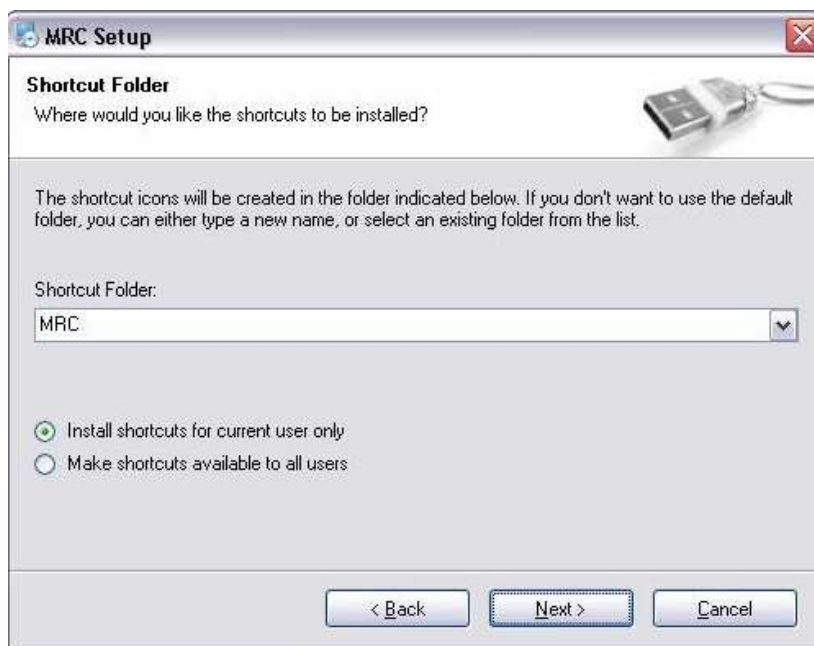 MRC Setup
Shortcut Folder
Where would you like the shortcuts to be installed?
The shortcut icons will be created in the folder indicated below. If you don't want to use the default
folder, you can either type a new name, or select an existing folder from the list.
Shortcut Folder:
MRC
Install shortcuts for current user only
Make shortcuts available to all users
< Back
Next >
Cancel